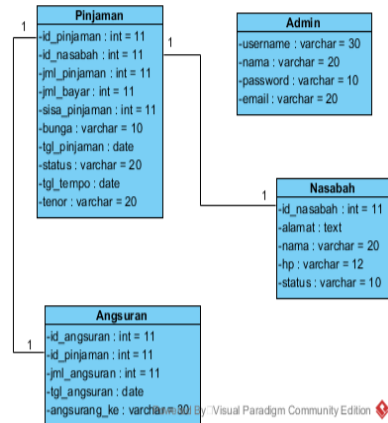 Pinjaman
-id_pinjaman : int = 11
-id_nasabah : int = 11
-jml_pinjaman : int = 11
-jml_bayar : int = 11
-sisa_pinjaman : int = 11
-bunga : varchar = 10
-tgl_pinjaman : date
-status : varchar = 20
-tgl_tempo : date
-tenor : varchar = 20
1
1
Admin
-username : varchar = 30
-nama : varchar = 20
-password : varchar = 10
-email : varchar = 20
1
Nasabah
-id_nasabah : int = 11
-alamat : text
-nama : varchar = 20
-hp : varchar = 12
-status : varchar = 10
1
Angsuran
-id_angsuran : int = 11
-id_pinjaman : int = 11
-jml_angsuran : int = 11
-tgl_angsuran : date
-angsurang_ke : varchar = 30
By Visual Paradigm Community Edition